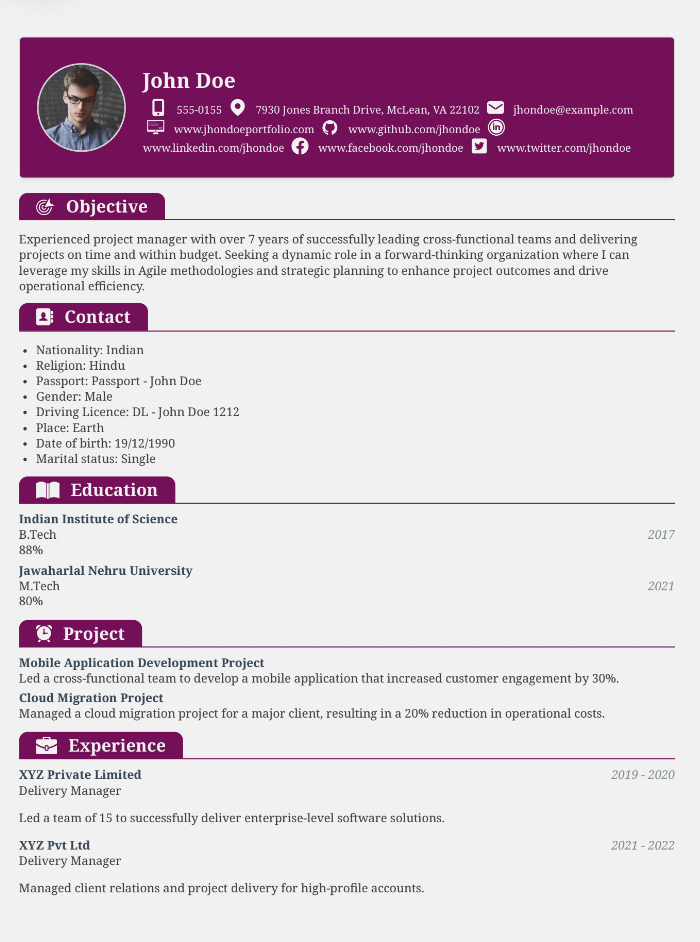 John Doe
555-0155 7930 Jones Branch Drive, McLean, VA 22102 jhondoe@example.com
www.jhondoeportfolio.com www.github.com/jhondoe
www.linkedin.com/jhondoe www.facebook.com/jhondoe www.twitter.com/jhondoe
Objective
Experienced project manager with over 7 years of successfully leading cross-functional teams and delivering
projects on time and within budget. Seeking a dynamic role in a forward-thinking organization where I can
leverage my skills in Agile methodologies and strategic planning to enhance project outcomes and drive
operational efficiency.
Contact
• Nationality: Indian
• Religion: Hindu
• Passport: Passport - John Doe
• Gender: Male
• Driving Licence: DL - John Doe 1212
• Place: Earth
• Date of birth: 19/12/1990
• Marital status: Single
Education
Indian Institute of Science
B.Tech 2017
88%
Jawaharlal Nehru University
M.Tech 2021
80%
Project
Mobile Application Development Project
Led a cross-functional team to develop a mobile application that increased customer engagement by 30%.
Cloud Migration Project
Managed a cloud migration project for a major client, resulting in a 20% reduction in operational costs.
Experience
XYZ Private Limited 2019 - 2020
Delivery Manager
Led a team of 15 to successfully deliver enterprise-level software solutions.
XYZ Pvt Ltd 2021 - 2022
Delivery Manager
Managed client relations and project delivery for high-profile accounts.